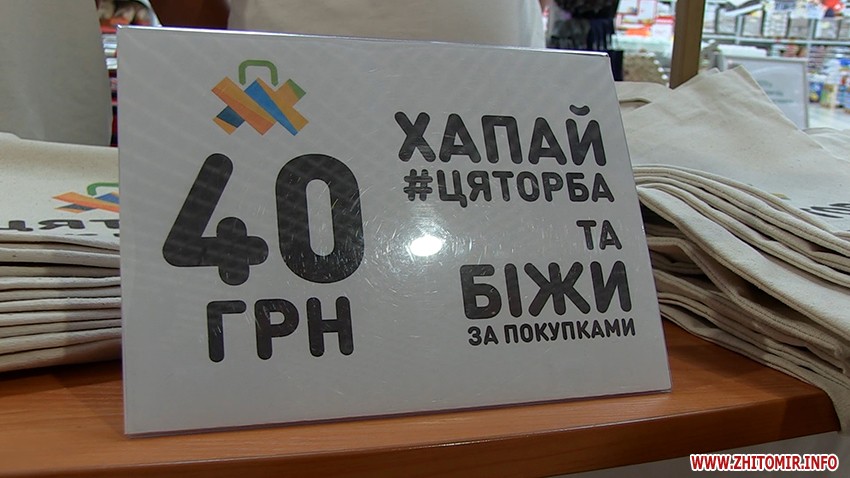 40
ГРН
ХАПАЙ
#ЦЯТОРБА
ТА
БІЖИ
ЗА ПОКУПКАМИ
WWW.ZHITOMIR.INFO